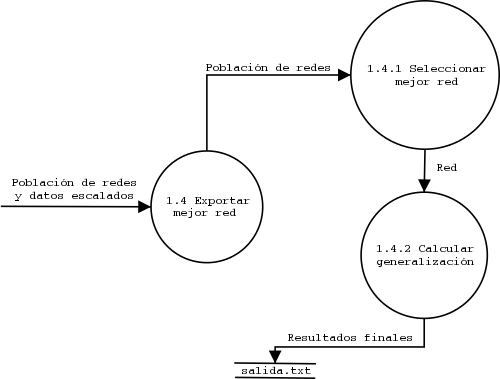 Población de redes
1.4.1 Seleccionar
mejor red
Red
Población de redes
y datos escalados
1.4 Exportar
mejor red
1.4.2 Calcular
generalización
Resultados finales
salida.txt